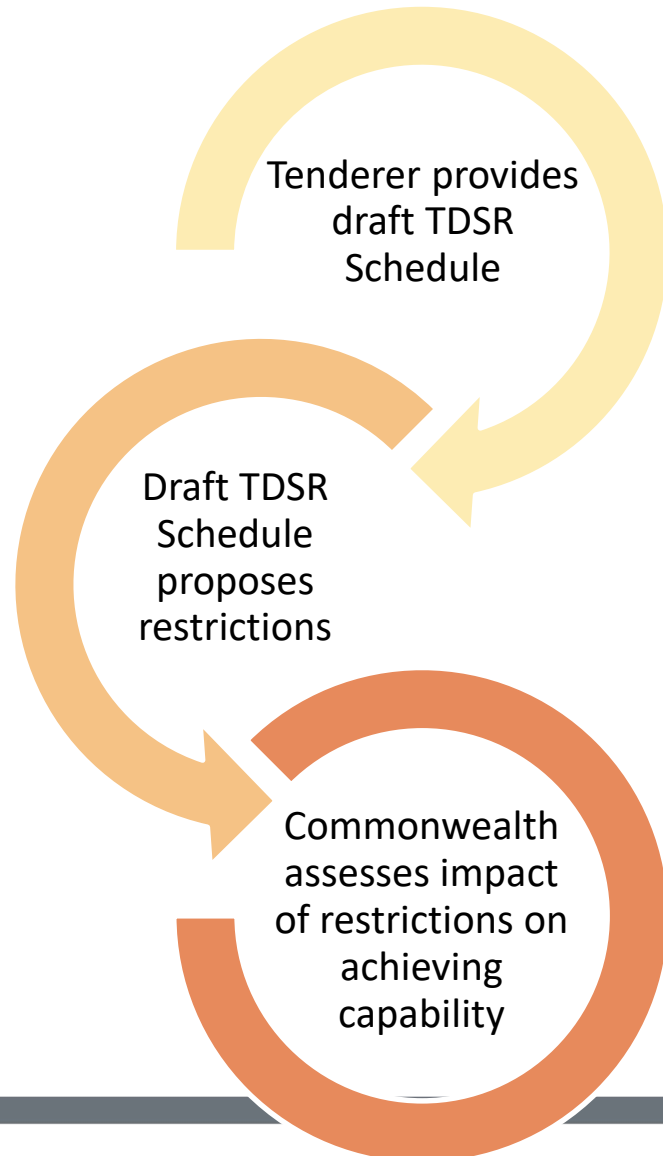 Tenderer provides
draft TDSR
Schedule
Draft TDSR
Schedule
proposes
restrictions
Commonwealth
assesses impact
of restrictions on
achieving
capability